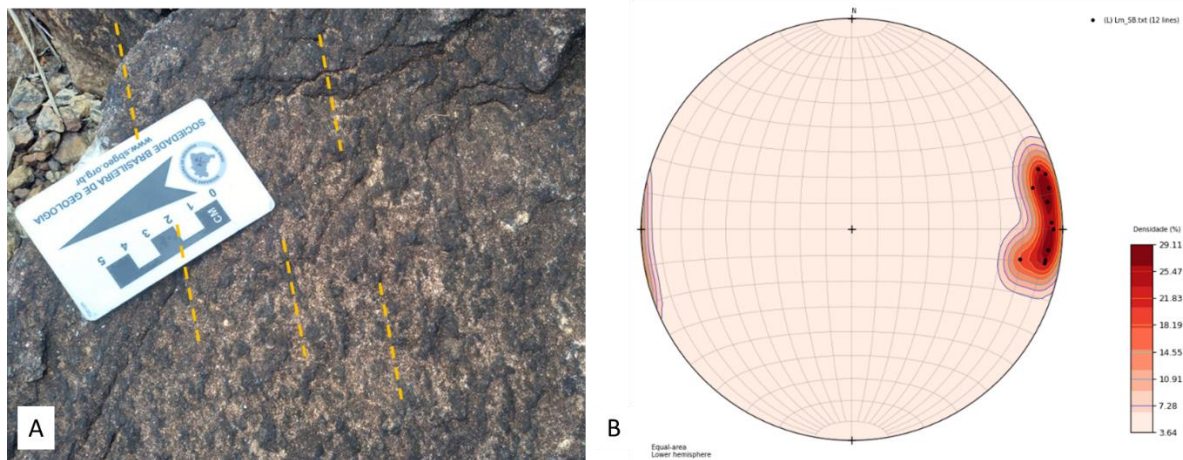 SOCIEDADE BRASILEIRA DE GEOLOGIA
www.sbgeo.org.br
CM
0
1
2
3
4
5
A
B
N
(L) Lm_SB.txt (12 lines)
Densidade (%)
29.11
25.47
21.83
18.19
14.55
10.91
7.28
3.64
Equal-area
Lower hemisphere